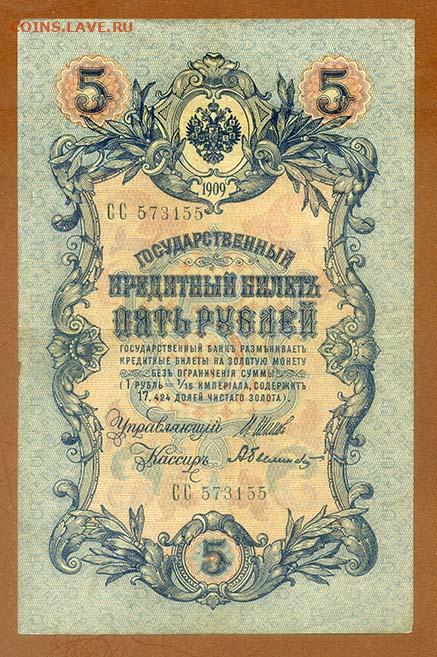 COINS.LAVE.РУ
5 5
1909
СС 573155
ГОСУДАРСТВЕННЫЙ
КРЕДИТНЫЙ БИЛЕТЪ
ПЯТЬ РУБЛЕЙ
ГОСУДАРСТВЕННЫЙ БАНКЪ РАЗМѢНИВАЕТЪ
КРЕДИТНЫЕ БИЛЕТЫ НА ЗОЛОТУЮ МОНЕТУ
БЕЗЪ ОГРАНИЧЕНІЯ СУММЫ
(1 РУБЛЬ = 1/15 ИМПЕРІАЛА, СОДЕРЖИТЪ
17,424 ДОЛЕЙ ЧИСТАГО ЗОЛОТА).
Управляющій
Кассиръ
СС 573155
5